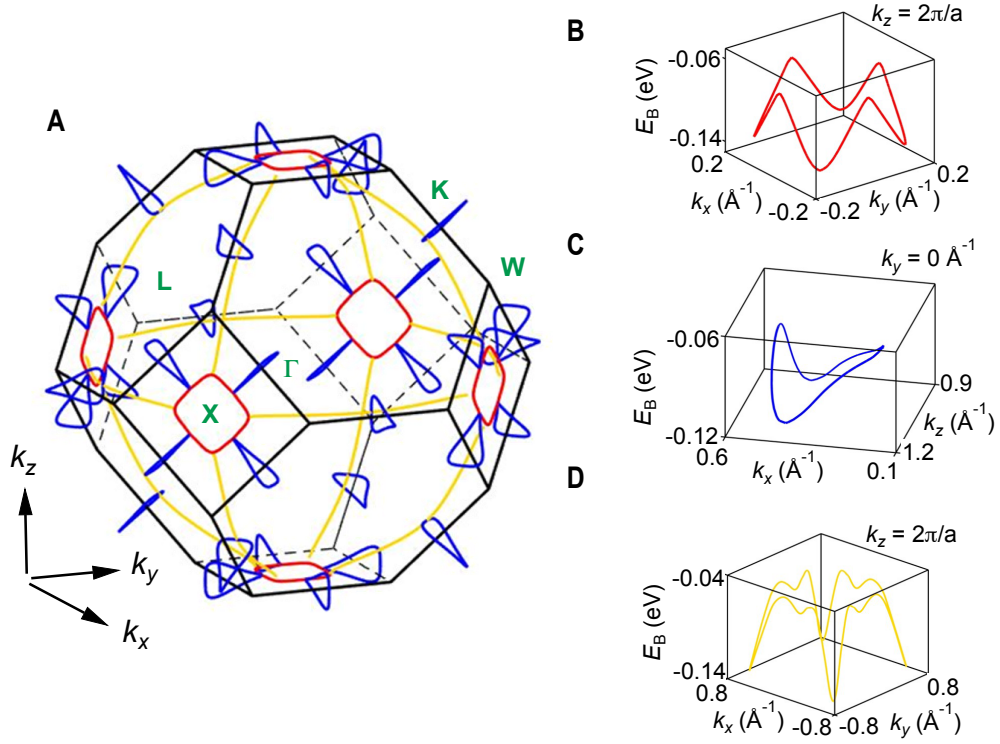 A
K
L
W
Γ
X
kz
ky
kx
B
kz = 2π/a
-0.06
EB (eV)
-0.14
0.2
kx (Å-1)
-0.2
-0.2
ky (Å-1)
0.2
C
ky = 0 Å-1
-0.06
EB (eV)
-0.12
0.6
kx (Å-1)
0.1
1.2
kz (Å-1)
0.9
D
kz = 2π/a
-0.04
EB (eV)
-0.14
0.8
kx (Å-1)
-0.8
-0.8
ky (Å-1)
0.8